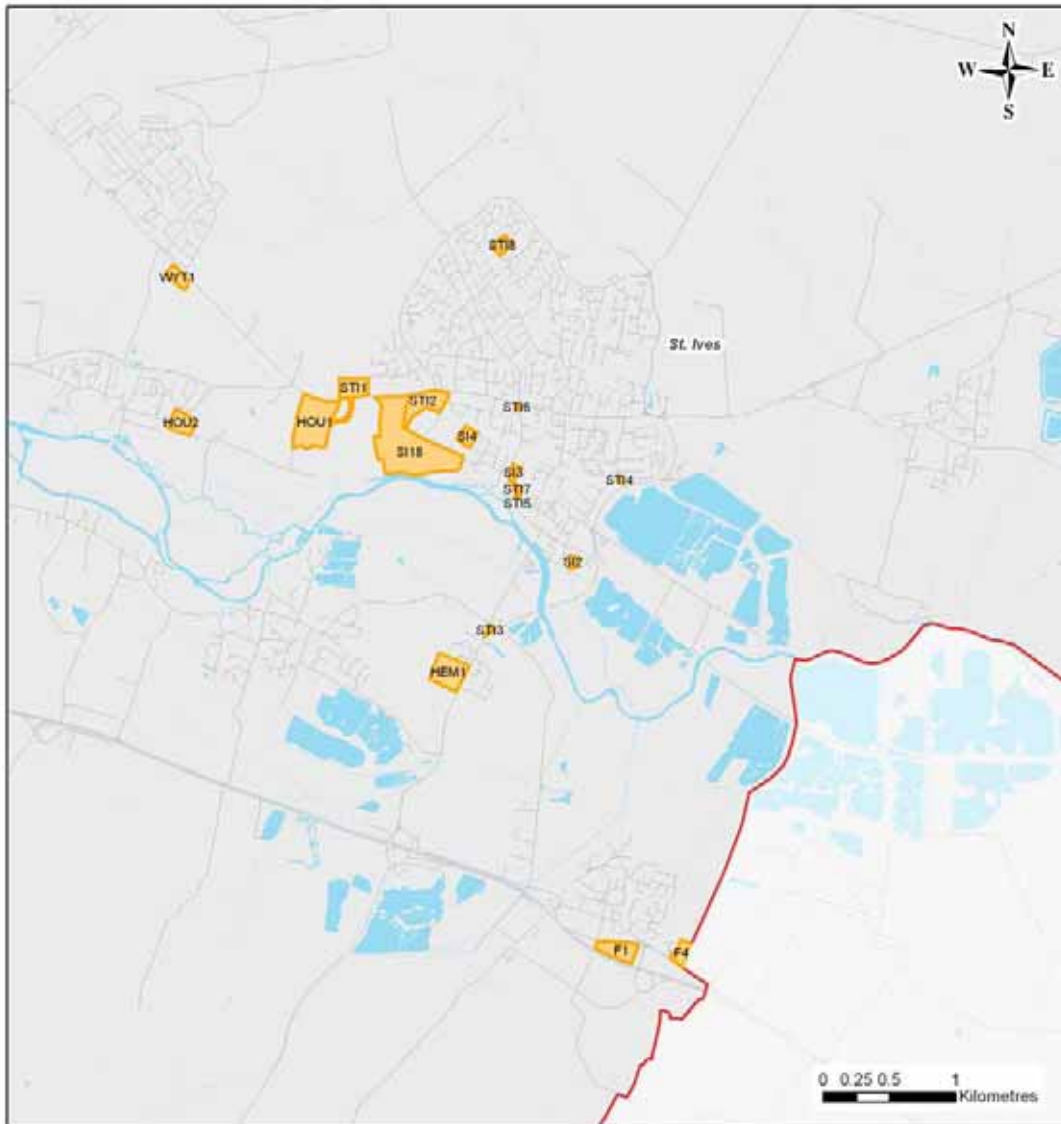 N
W E
S
STI8
WYT1
St. Ives
STI1
STI2
STI6
HOU2
HOU1
SI4
SI18
SI3
STI4
STI7
STI5
SI2
STI3
HEM1
F1
F4
0 0.25 0.5 1
Kilometres